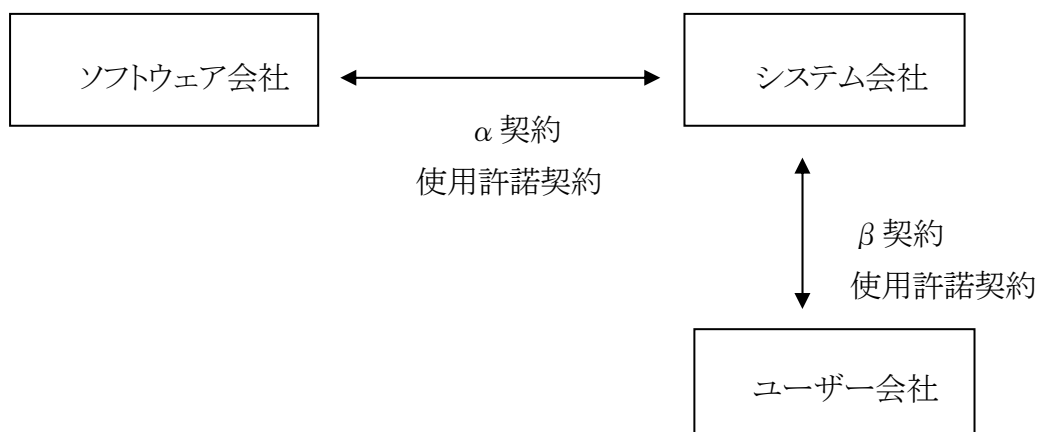 ソフトウェア会社
システム会社
α契約
使用許諾契約
β契約
使用許諾契約
ユーザー会社